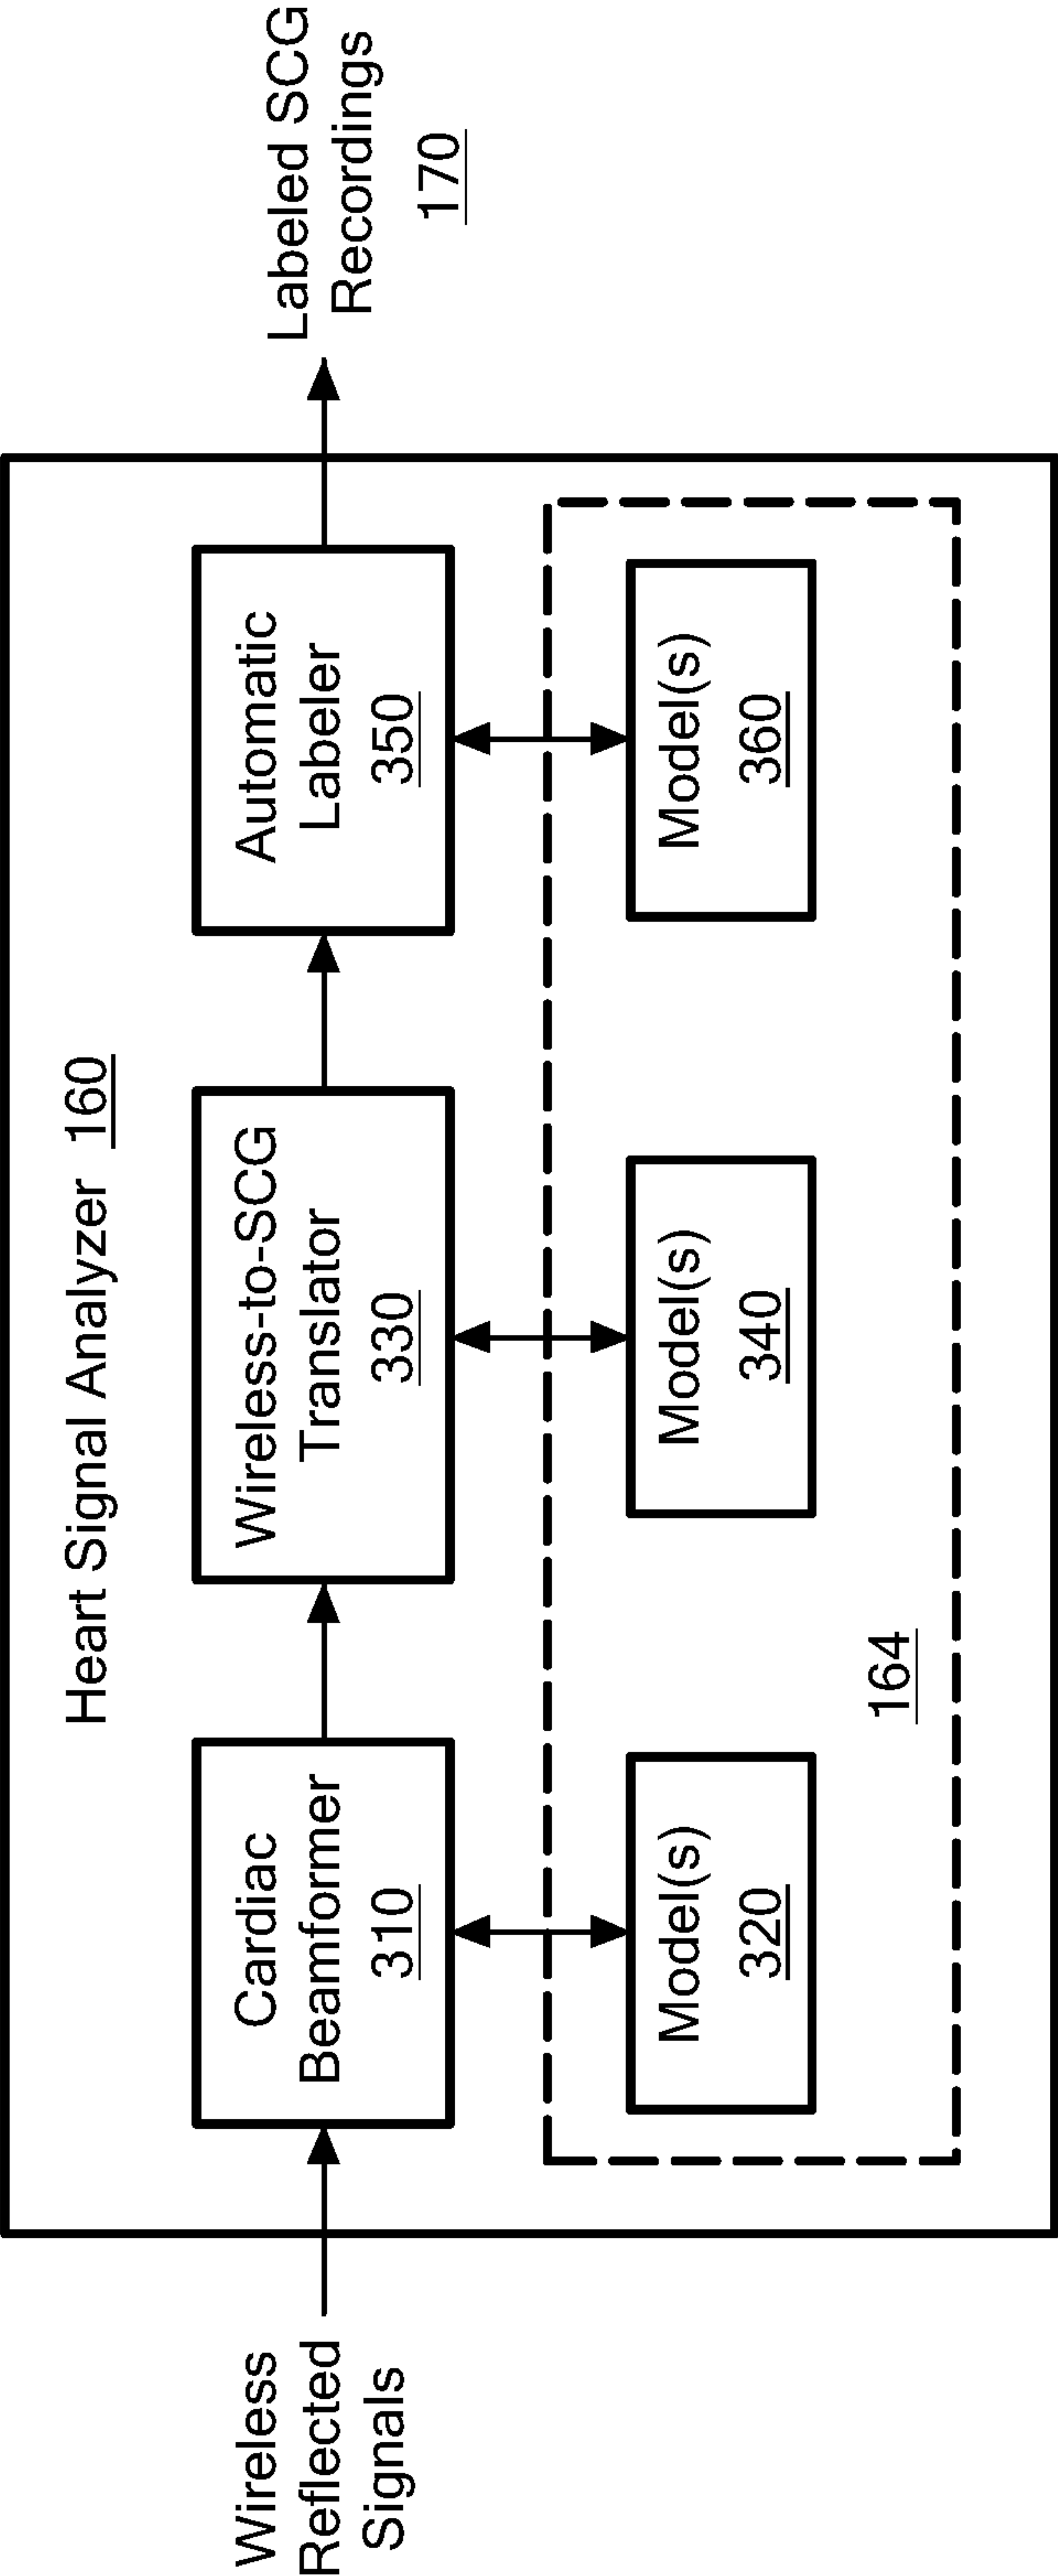 Heart Signal Analyzer 160
Wireless
Reflected
Signals
Cardiac
Beamformer
310
Wireless-to-SCG
Translator
330
Automatic
Labeler
350
Labeled SCG
Recordings
170
Model(s)
320
Model(s)
340
Model(s)
360
164